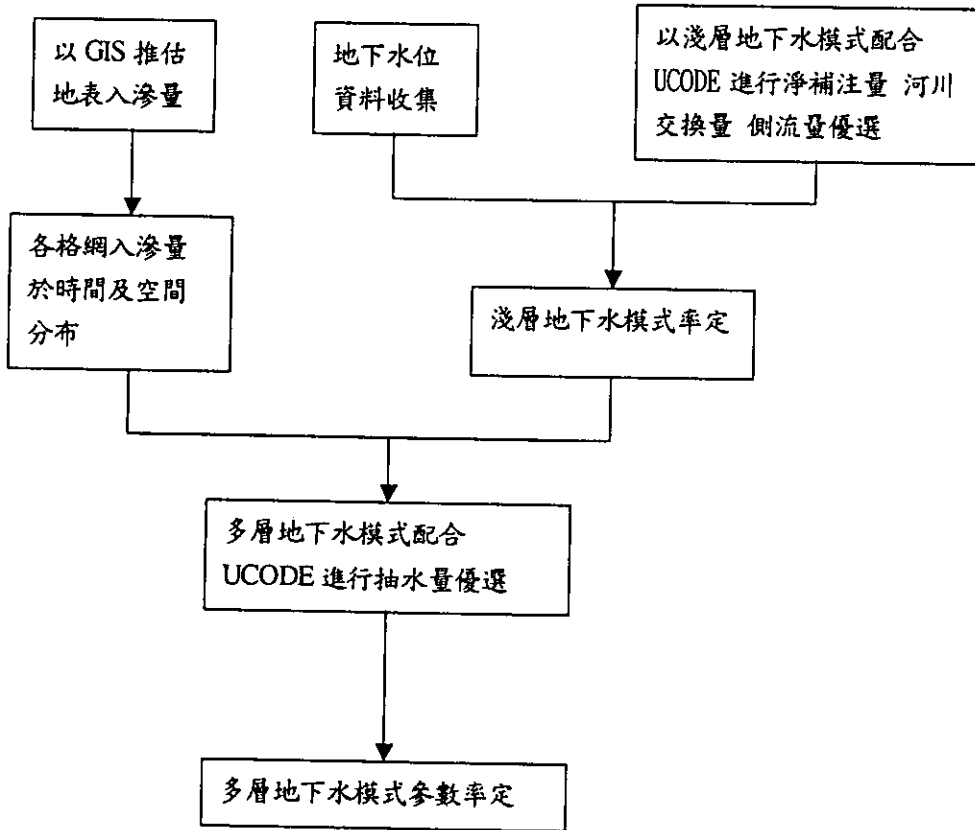 以 GIS 推估
地表入滲量
地下水位
資料收集
以淺層地下水模式配合
UCODE 進行淨補注量 河川
交換量 側流量優選
各格網入滲量
於時間及空間
分布
淺層地下水模式率定
多層地下水模式配合
UCODE 進行抽水量優選
多層地下水模式參數率定